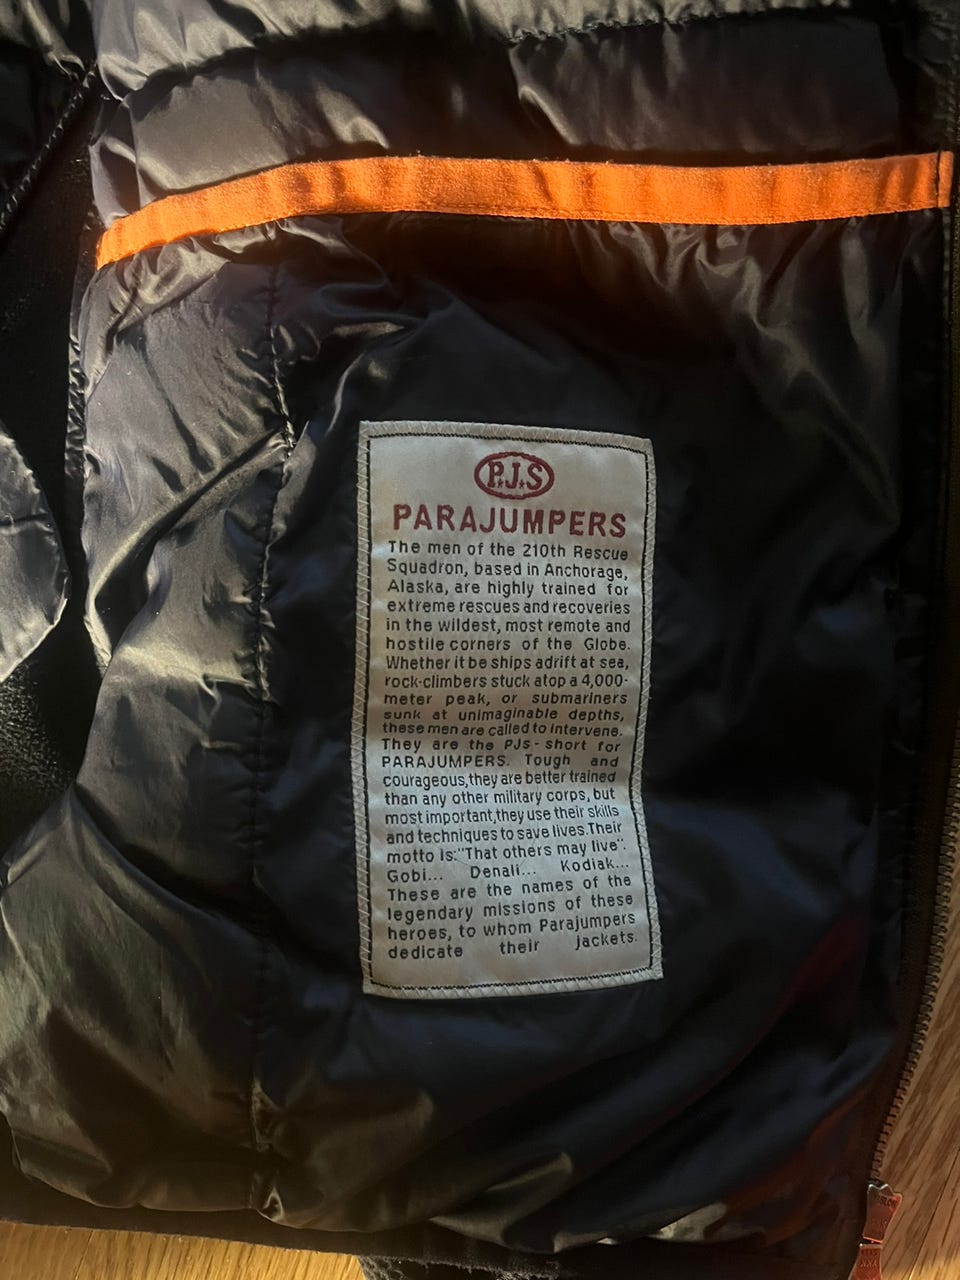 P.J.S
PARAJUMPERS
The men of the 210th Rescue
Squadron, based in Anchorage,
Alaska, are highly trained for
extreme rescues and recoveries
in the wildest, most remote and
hostile corners of the Globe.
Whether it be ships adrift at sea,
rock-climbers stuck atop a 4,000-
meter peak, or submariners
sunk at unimaginable depths,
these men are called to intervene.
They are the PJs - short for
PARAJUMPERS. Tough and
courageous,they are better trained
than any other military corps, but
most important,they use their skills
and techniques to save lives.Their
motto is:"That others may live".
Gobi... Denali... Kodiak...
These are the names of the
legendary missions of these
heroes, to whom Parajumpers
dedicate their jackets.